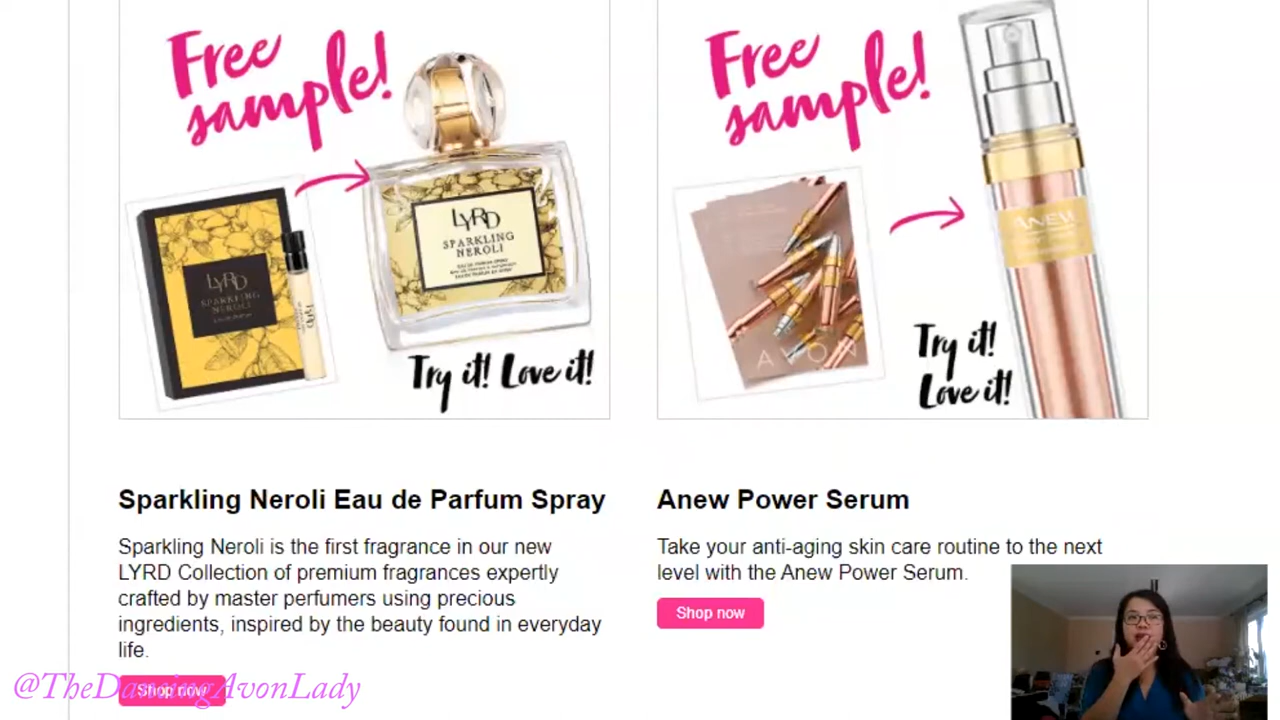 Free
sample!
LYRD
SPARKLING
NEROLI
LYRD
SPARKLING
NEROLI
Try it! Love it!
Free
sample!
ANEW
AVON
Try it!
Love it!
Sparkling Neroli Eau de Parfum Spray
Sparkling Neroli is the first fragrance in our new
LYRD Collection of premium fragrances expertly
crafted by master perfumers using precious
ingredients, inspired by the beauty found in everyday
life.
Shop now
Anew Power Serum
Take your anti-aging skin care routine to the next
level with the Anew Power Serum.
Shop now
@TheDancingAvonLady